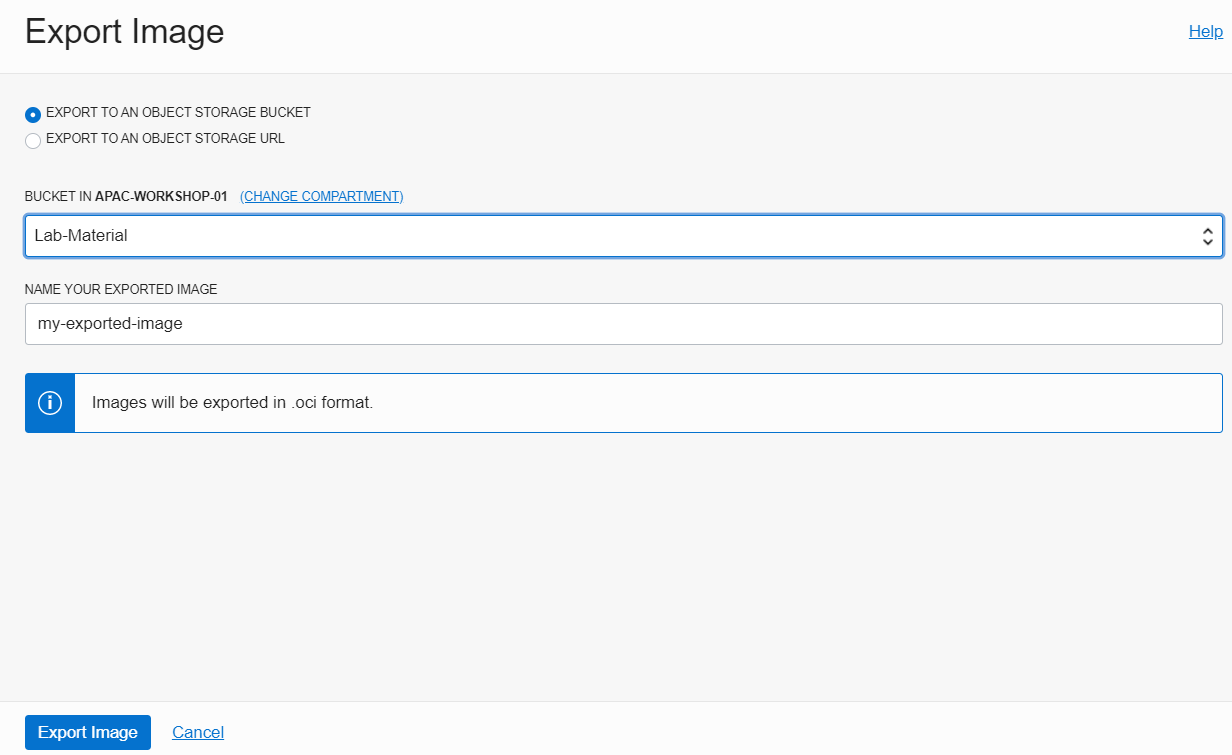 Export Image
Help
EXPORT TO AN OBJECT STORAGE BUCKET
EXPORT TO AN OBJECT STORAGE URL
BUCKET IN APAC-WORKSHOP-01 (CHANGE COMPARTMENT)
Lab-Material
NAME YOUR EXPORTED IMAGE
my-exported-image
Images will be exported in .oci format.
Export Image Cancel